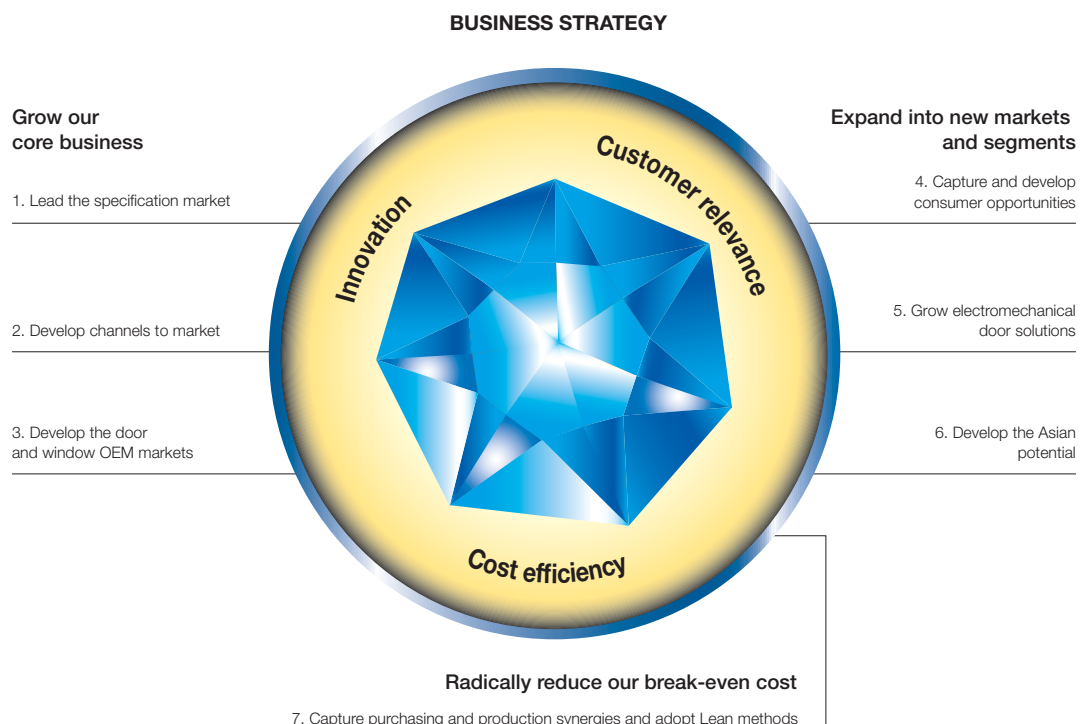 BUSINESS STRATEGY
Grow our
core business
1. Lead the specification market
2. Develop channels to market
3. Develop the door
and window OEM markets
Innovation
Customer relevance
Cost efficiency
Expand into new markets
and segments
4. Capture and develop
consumer opportunities
5. Grow electromechanical
door solutions
6. Develop the Asian
potential
Radically reduce our break-even cost
7. Capture purchasing and production synergies and adopt Lean methods